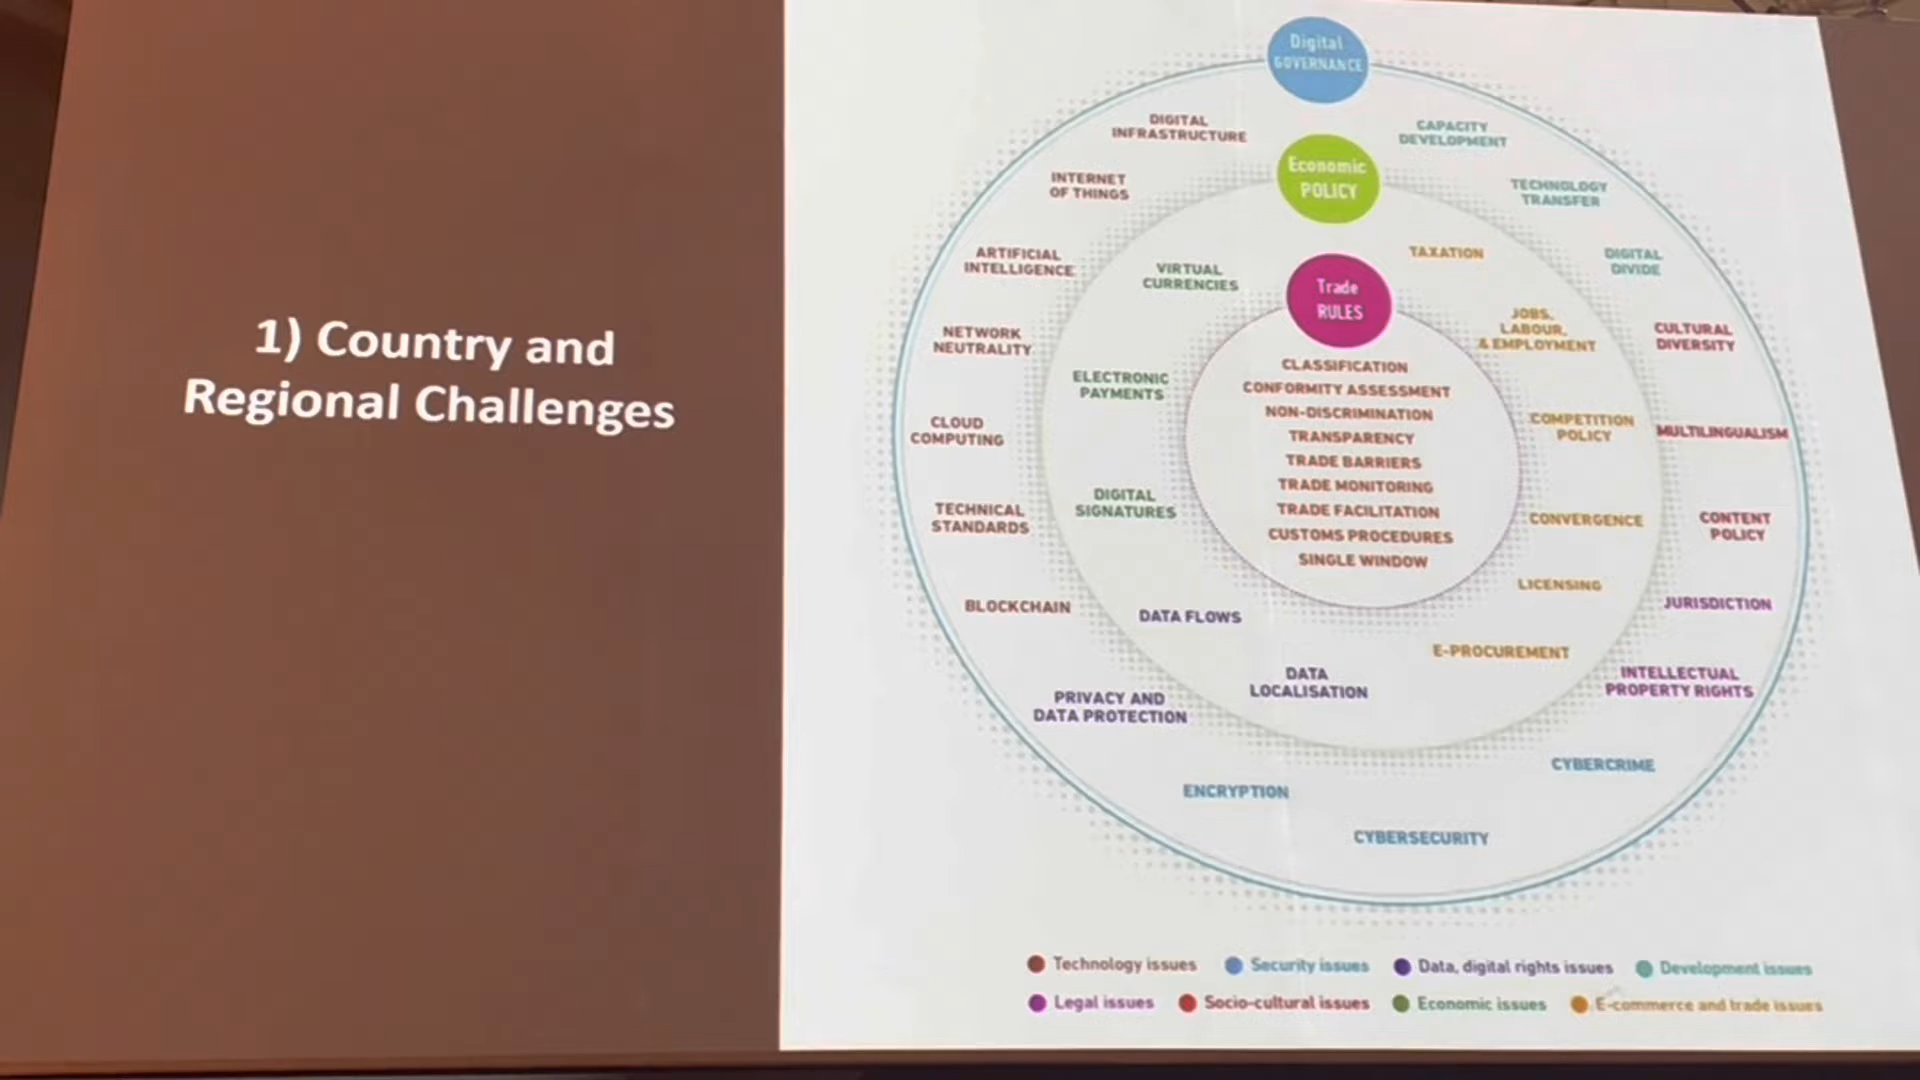 1) Country and
Regional Challenges
Digital
GOVERNANCE
DIGITAL
INFRASTRUCTURE
CAPACITY
DEVELOPMENT
INTERNET
OF THINGS
Economic
POLICY
TECHNOLOGY
TRANSFER
ARTIFICIAL
INTELLIGENCE
VIRTUAL
CURRENCIES
TAXATION
DIGITAL
DIVIDE
Trade
RULES
JOBS,
LABOUR,
& EMPLOYMENT
NETWORK
NEUTRALITY
CULTURAL
DIVERSITY
ELECTRONIC
PAYMENTS
CLASSIFICATION
CONFORMITY ASSESSMENT
NON-DISCRIMINATION
TRANSPARENCY
TRADE BARRIERS
TRADE MONITORING
TRADE FACILITATION
CUSTOMS PROCEDURES
SINGLE WINDOW
COMPETITION
POLICY
MULTILINGUALISM
CLOUD
COMPUTING
DIGITAL
SIGNATURES
TECHNICAL
STANDARDS
CONVERGENCE
CONTENT
POLICY
LICENSING
JURISDICTION
BLOCKCHAIN
DATA FLOWS
E-PROCUREMENT
DATA
LOCALISATION
INTELLECTUAL
PROPERTY RIGHTS
PRIVACY AND
DATA PROTECTION
CYBERCRIME
ENCRYPTION
CYBERSECURITY
Technology issues
Security issues
Data, digital rights issues
Development issues
Legal issues
Socio-cultural issues
Economic issues
E-commerce and trade issues